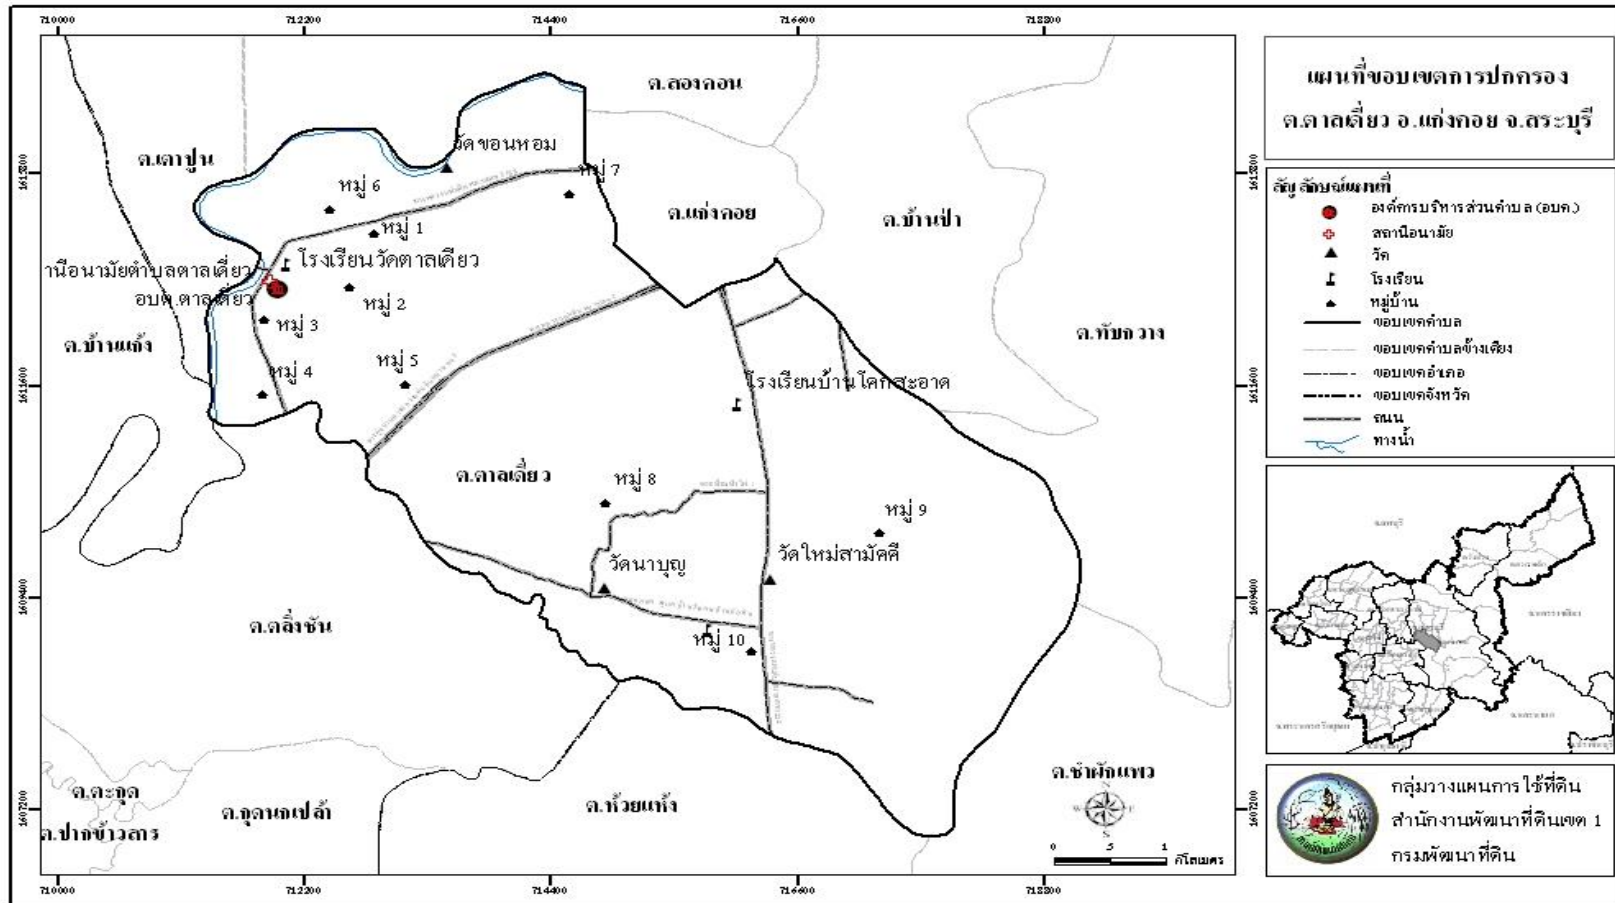 710000 712200 714400 716600 718800
แผนที่ขอบเขตการปกครอง
ต.ตาลเดี่ยว อ.แก่งคอย จ.สระบุรี
ต.สองคอน
วัดขอนหอม
ต.เตาปูน
หมู่ 7
1613800
1613800
หมู่ 6
ต.แก่งคอย
ต.บ้านป่า
หมู่ 1
โรงเรียนวัดตาลเดี่ยว
านีอนามัยตำบลตาลเดี่ยว
อบต.ตาลเดี่ยว
หมู่ 2
หมู่ 3
ต.บ้านแก้ง
ต.ทับกวาง
หมู่ 5
หมู่ 4
โรงเรียนบ้านโคกสะอาด
1611600
1611600
ต.ตาลเดี่ยว
หมู่ 8
หมู่ 9
วัดใหม่สามัคคี
วัดนาบุญ
1609400
1609400
ต.ตลิ่งชัน
หมู่ 10
ต.ชำผักแพว
ต.ตะกุด
ต.กุดนกเปล้า
ต.ห้วยแห้ง
ต.ปากข้าวสาร
1607200
1607200
N
W E
S
0 .5 1
กิโลเมตร
710000 712200 714400 716600 718800
สัญลักษณ์แผนที่
องค์การบริหารส่วนตำบล (อบต.)
สถานีอนามัย
วัด
โรงเรียน
หมู่บ้าน
ขอบเขตตำบล
ขอบเขตตำบลข้างเคียง
ขอบเขตอำเภอ
ขอบเขตจังหวัด
ถนน
ทางน้ำ
กลุ่มวางแผนการใช้ที่ดิน
สำนักงานพัฒนาที่ดินเขต 1
กรมพัฒนาที่ดิน